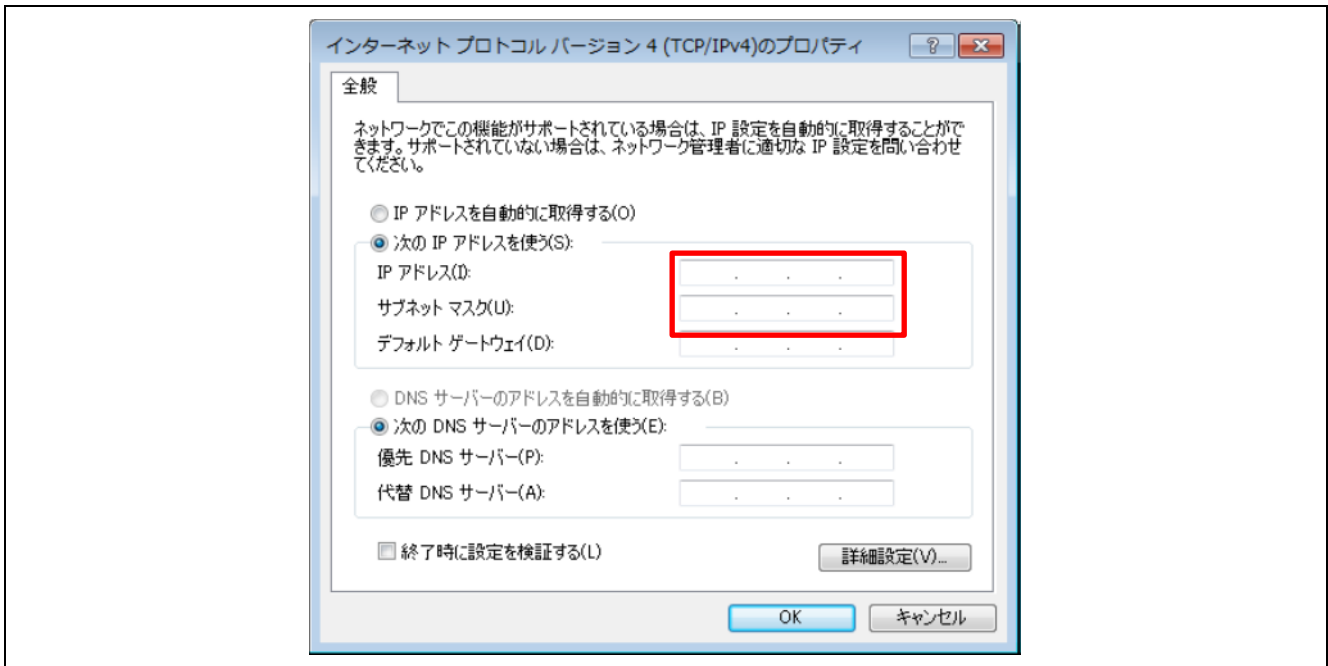 インターネット プロトコル バージョン 4 (TCP/IPv4)のプロパティ
全般
ネットワークでこの機能がサポートされている場合は、IP 設定を自動的に取得することがで
きます。サポートされていない場合は、ネットワーク管理者に適切な IP 設定を問い合わせ
てください。
IP アドレスを自動的に取得する(O)
次の IP アドレスを使う(S):
IP アドレス(I):
サブネット マスク(U):
デフォルト ゲートウェイ(D):
DNS サーバーのアドレスを自動的に取得する(B)
次の DNS サーバーのアドレスを使う(E):
優先 DNS サーバー(P):
代替 DNS サーバー(A):
終了時に設定を検証する(L)
詳細設定(V)...
OK
キャンセル